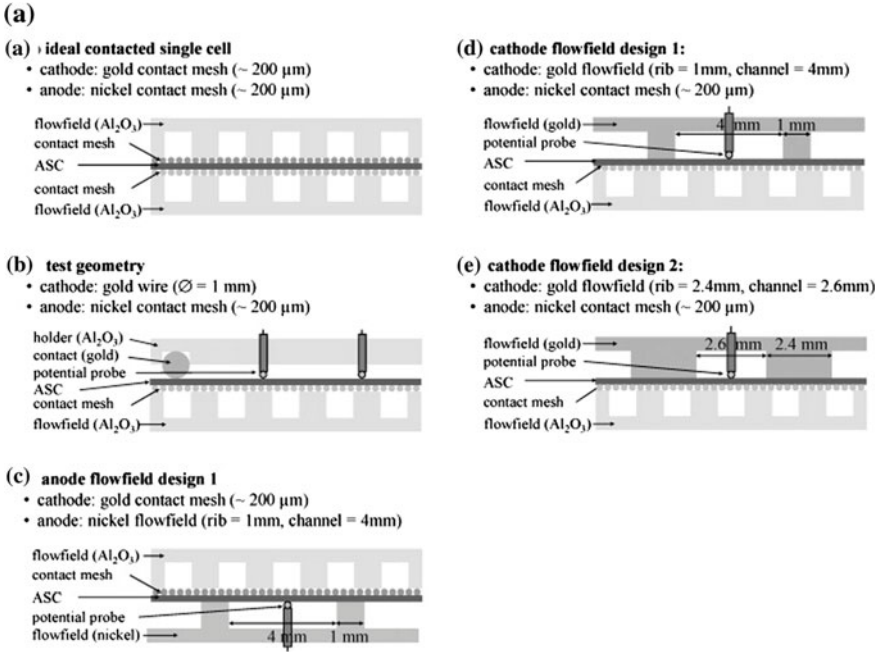 (a)
(a) ideal contacted single cell
• cathode: gold contact mesh (~ 200 µm)
• anode: nickel contact mesh (~ 200 µm)
flowfield (Al₂O₃)
contact mesh
ASC
contact mesh
flowfield (Al₂O₃)
(b) test geometry
• cathode: gold wire (Ø = 1 mm)
• anode: nickel contact mesh (~ 200 µm)
holder (Al₂O₃)
contact (gold)
potential probe
ASC
contact mesh
flowfield (Al₂O₃)
(c) anode flowfield design 1
• cathode: gold contact mesh (~ 200 µm)
• anode: nickel flowfield (rib = 1mm, channel = 4mm)
flowfield (Al₂O₃)
contact mesh
ASC
potential probe
flowfield (nickel)
4 mm 1 mm
(d) cathode flowfield design 1:
• cathode: gold flowfield (rib = 1mm, channel = 4mm)
• anode: nickel contact mesh (~ 200 µm)
flowfield (gold)
4 mm 1 mm
potential probe
ASC
contact mesh
flowfield (Al₂O₃)
(e) cathode flowfield design 2:
• cathode: gold flowfield (rib = 2.4mm, channel = 2.6mm)
• anode: nickel contact mesh (~ 200 µm)
flowfield (gold)
2.6 mm 2.4 mm
potential probe
ASC
contact mesh
flowfield (Al₂O₃)